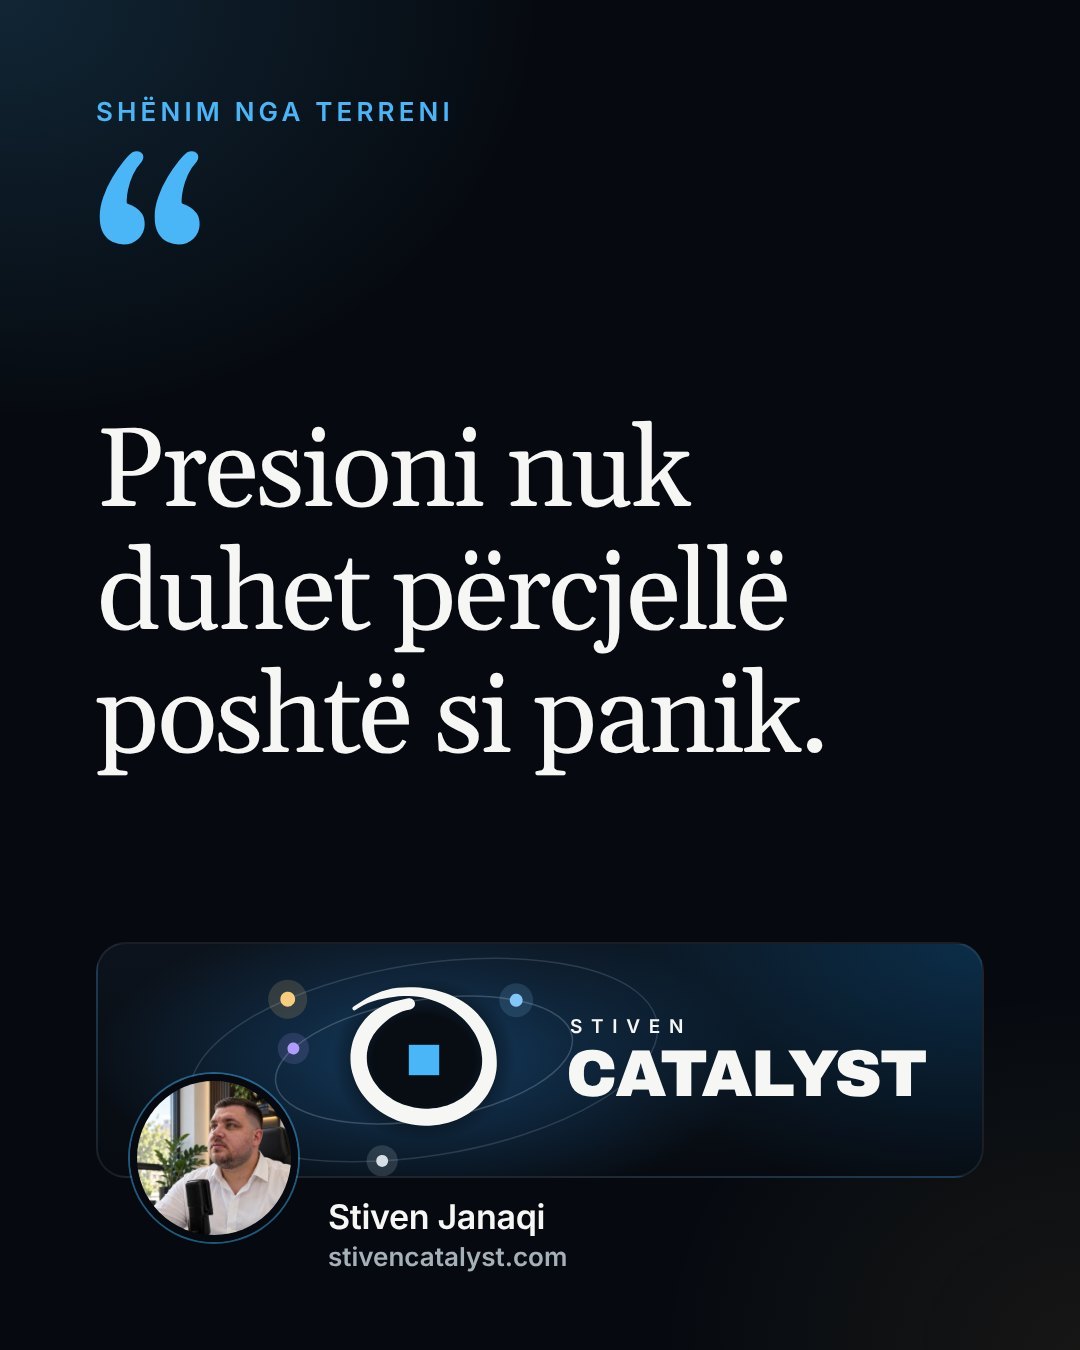 SHËNIM NGA TERRENI
“
Presioni nuk
duhet përcjellë
poshtë si panik.
STIVEN
CATALYST
Stiven Janaqi
stivencatalyst.com